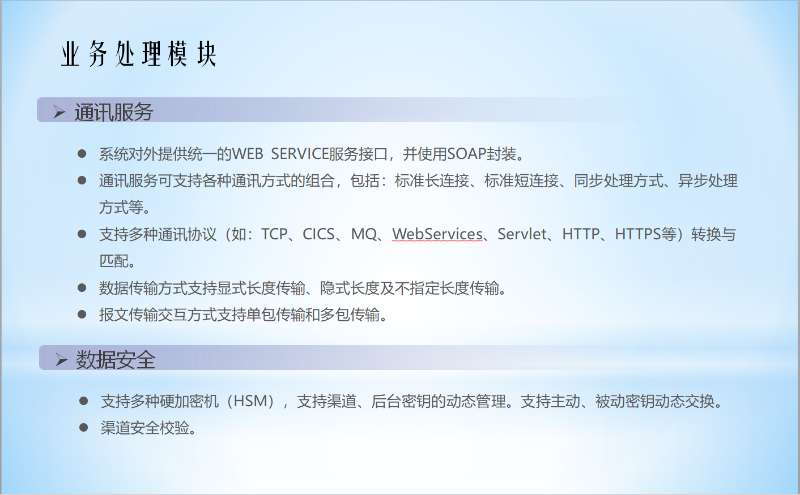 业务处理模块
➢ 通讯服务
● 系统对外提供统一的WEB SERVICE服务接口，并使用SOAP封装。
● 通讯服务可支持各种通讯方式的组合，包括：标准长连接、标准短连接、同步处理方式、异步处理
方式等。
● 支持多种通讯协议（如：TCP、CICS、MQ、WebServices、Servlet、HTTP、HTTPS等）转换与
匹配。
● 数据传输方式支持显式长度传输、隐式长度及不指定长度传输。
● 报文传输交互方式支持单包传输和多包传输。
➢ 数据安全
● 支持多种硬加密机（HSM），支持渠道、后台密钥的动态管理。支持主动、被动密钥动态交换。
● 渠道安全校验。